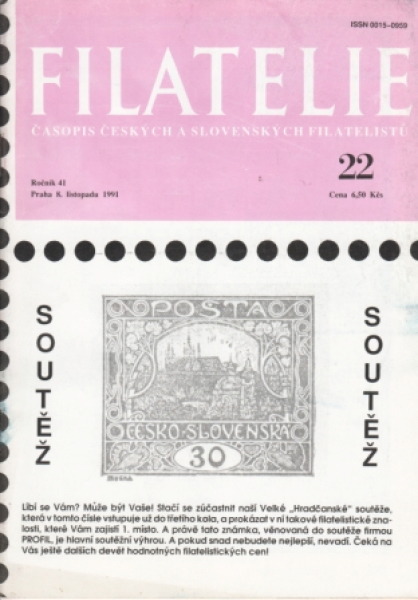 ISSN 0015-0959
FILATELIE
ČASOPIS ČESKÝCH A SLOVENSKÝCH FILATELISTŮ
22
Ročník 41
Praha 8. listopadu 1991
Cena 6,50 Kčs
SOUTĚŽ
POŠTA
ČESKO-SLOVENSKÁ
30
SOUTĚŽ
Líbí se Vám? Může být Vaše! Stačí se zúčastnit naší Velké „Hradčanské“ soutěže,
která v tomto čísle vstupuje už do třetího kola, a prokázat v ní takové filatelistické zna-
losti, které Vám zajistí 1. místo. A právě tato známka, věnovaná do soutěže firmou
PROFIL, je hlavní soutěžní výhrou. A pokud snad nebudete nejlepší, nevadí. Čeká na
Vás ještě dalších devět hodnotných filatelistických cen!